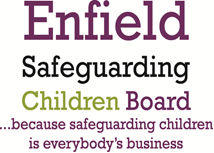 Enfield
Safeguarding
Children Board
...because safeguarding children
is everybody's business